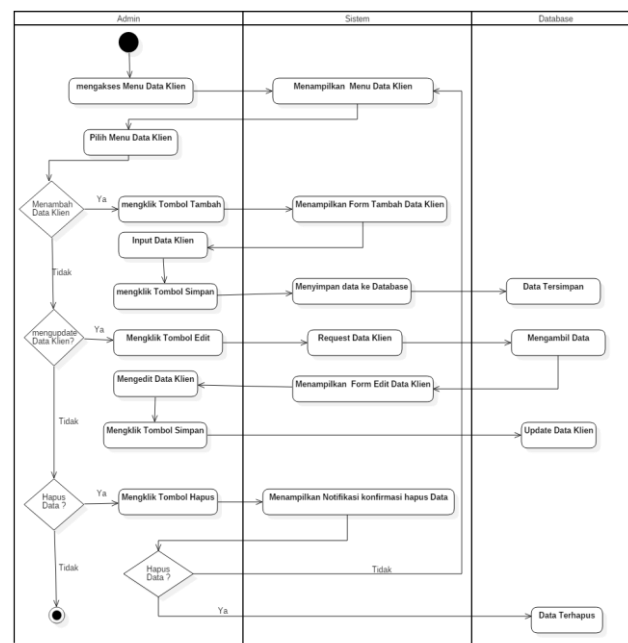 Admin
Sistem
Database
mengakses Menu Data Klien
Menampilkan  Menu Data Klien
Pilih Menu Data Klien
Menambah
Data Klien
Ya
mengklik Tombol Tambah
Menampilkan Form Tambah Data Klien
Input Data Klien
Tidak
mengklik Tombol Simpan
Menyimpan data ke Database
Data Tersimpan
mengupdate
Data Klien?
Ya
Mengklik Tombol Edit
Request Data Klien
Mengambil Data
Mengedit Data Klien
Menampilkan  Form Edit Data Klien
Tidak
Mengklik Tombol Simpan
Update Data Klien
Hapus
Data ?
Ya
Mengklik Tombol Hapus
Menampilkan Notifikasi konfirmasi hapus Data
Tidak
Hapus
Data ?
Tidak
Ya
Data Terhapus